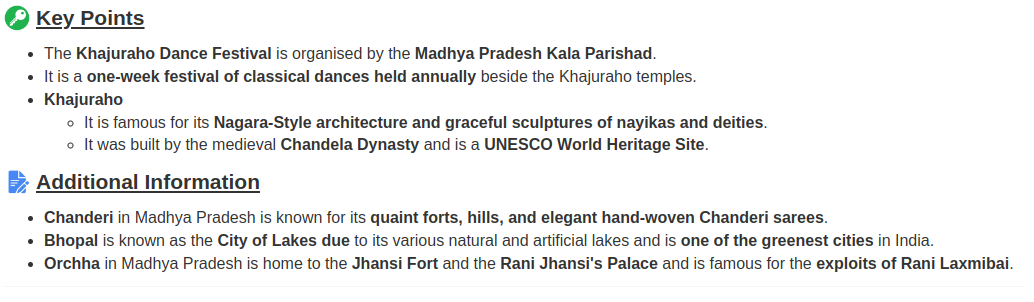 Key Points
The Khajuraho Dance Festival is organised by the Madhya Pradesh Kala Parishad.
It is a one-week festival of classical dances held annually beside the Khajuraho temples.
Khajuraho
It is famous for its Nagara-Style architecture and graceful sculptures of nayikas and deities.
It was built by the medieval Chandela Dynasty and is a UNESCO World Heritage Site.
Additional Information
Chanderi in Madhya Pradesh is known for its quaint forts, hills, and elegant hand-woven Chanderi sarees.
Bhopal is known as the City of Lakes due to its various natural and artificial lakes and is one of the greenest cities in India.
Orchha in Madhya Pradesh is home to the Jhansi Fort and the Rani Jhansi's Palace and is famous for the exploits of Rani Laxmibai.